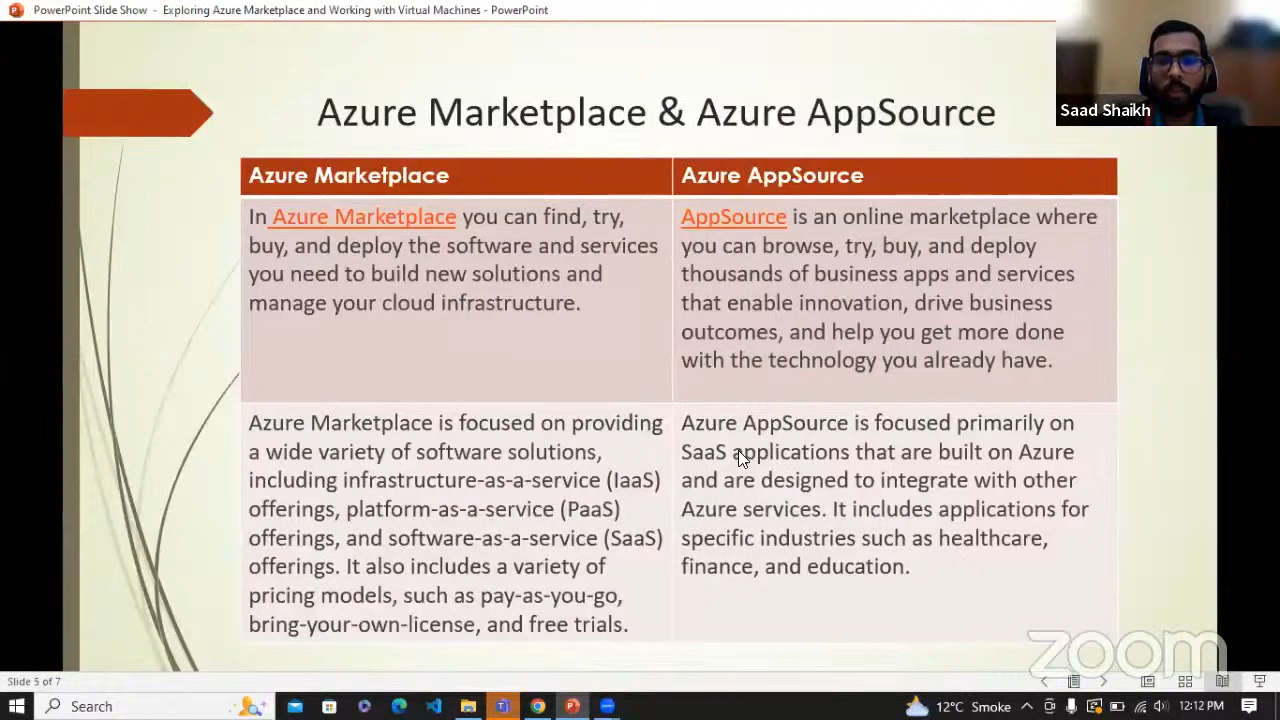 PowerPoint Slide Show - Exploring Azure Marketplace and Working with Virtual Machines - PowerPoint
Saad Shaikh
Azure Marketplace & Azure AppSource
Azure Marketplace
In Azure Marketplace you can find, try,
buy, and deploy the software and services
you need to build new solutions and
manage your cloud infrastructure.
Azure Marketplace is focused on providing
a wide variety of software solutions,
including infrastructure-as-a-service (IaaS)
offerings, platform-as-a-service (PaaS)
offerings, and software-as-a-service (SaaS)
offerings. It also includes a variety of
pricing models, such as pay-as-you-go,
bring-your-own-license, and free trials.
Azure AppSource
AppSource is an online marketplace where
you can browse, try, buy, and deploy
thousands of business apps and services
that enable innovation, drive business
outcomes, and help you get more done
with the technology you already have.
Azure AppSource is focused primarily on
SaaS applications that are built on Azure
and are designed to integrate with other
Azure services. It includes applications for
specific industries such as healthcare,
finance, and education.
zoom
Slide 5 of 7
Search
12°C Smoke
12:12 PM